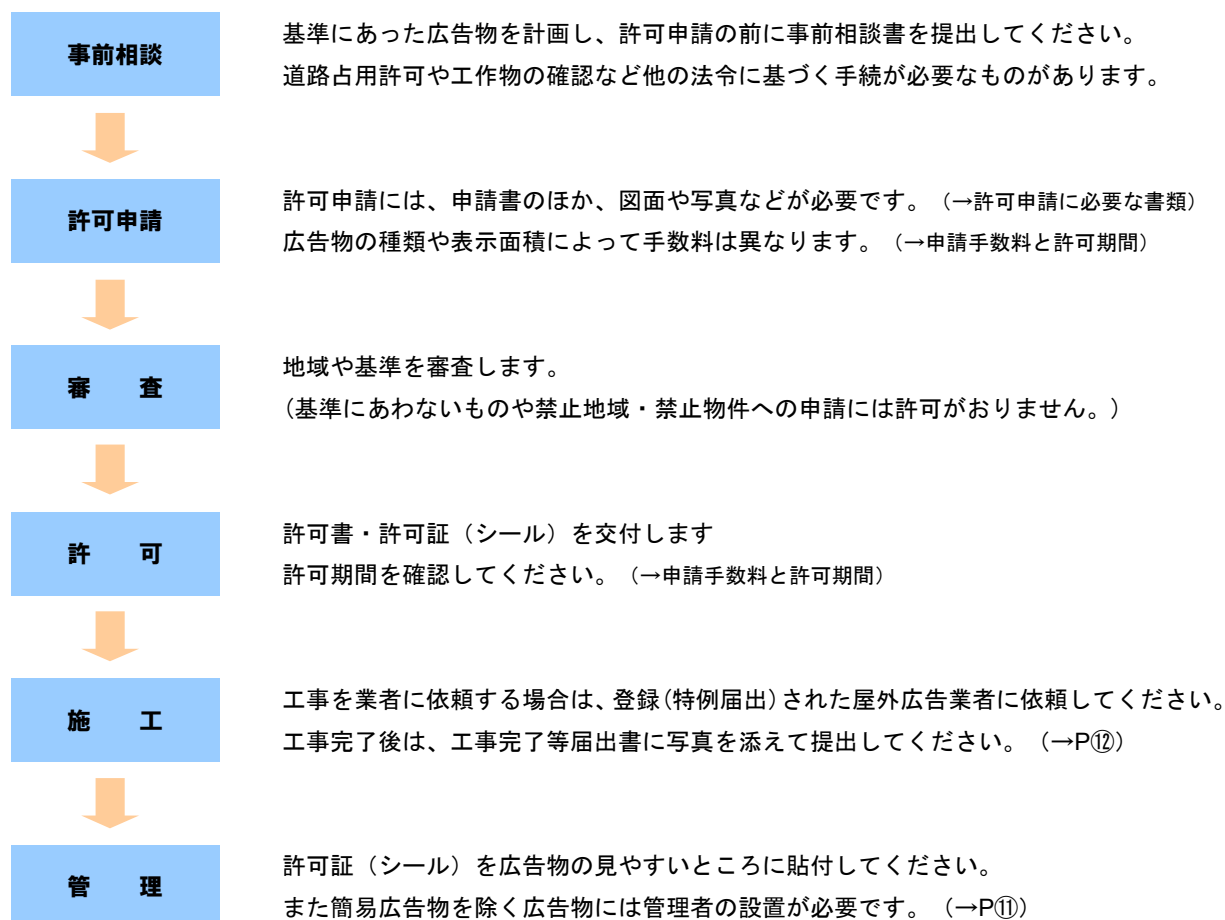 事前相談
基準にあった広告物を計画し、許可申請の前に事前相談書を提出してください。
道路占用許可や工作物の確認など他の法令に基づく手続が必要なものがあります。
許可申請
許可申請には、申請書のほか、図面や写真などが必要です。（→許可申請に必要な書類）
広告物の種類や表示面積によって手数料は異なります。（→申請手数料と許可期間）
審　査
地域や基準を審査します。
（基準にあわないものや禁止地域・禁止物件への申請には許可がおりません。）
許　可
許可書・許可証（シール）を交付します
許可期間を確認してください。（→申請手数料と許可期間）
施　工
工事を業者に依頼する場合は、登録（特例届出）された屋外広告業者に依頼してください。
工事完了後は、工事完了等届出書に写真を添えて提出してください。（→P⑫）
管　理
許可証（シール）を広告物の見やすいところに貼付してください。
また簡易広告物を除く広告物には管理者の設置が必要です。（→P⑪）